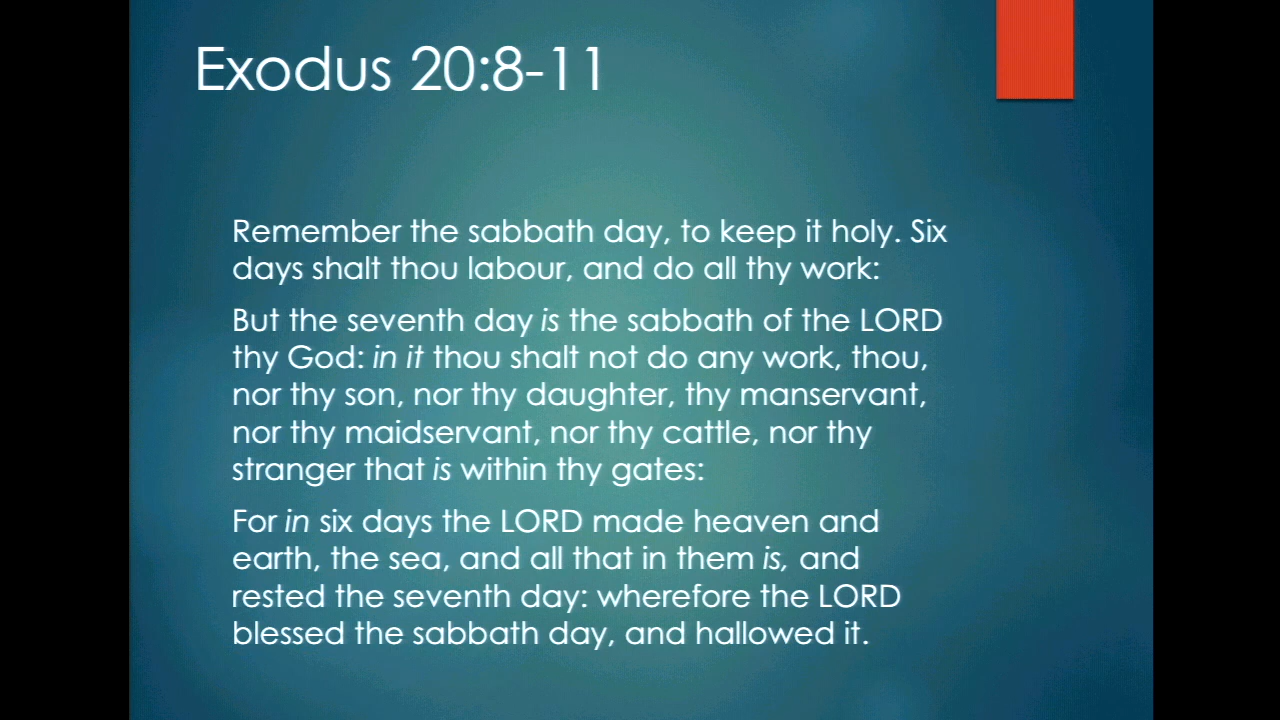 Exodus 20:8-11
Remember the sabbath day, to keep it holy. Six
days shalt thou labour, and do all thy work:
But the seventh day is the sabbath of the LORD
thy God: in it thou shalt not do any work, thou,
nor thy son, nor thy daughter, thy manservant,
nor thy maidservant, nor thy cattle, nor thy
stranger that is within thy gates:
For in six days the LORD made heaven and
earth, the sea, and all that in them is, and
rested the seventh day: wherefore the LORD
blessed the sabbath day, and hallowed it.